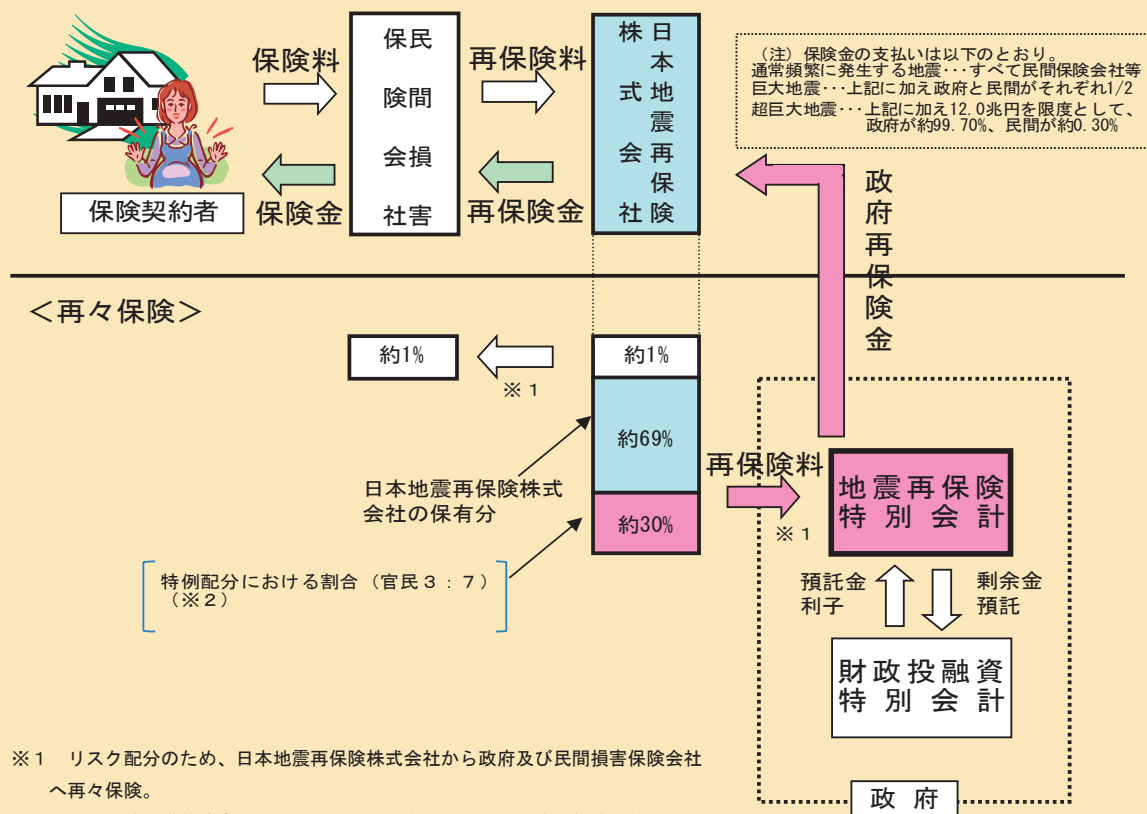 保険料
保険契約者
保険金
民間損害
保険会社
再保険料
再保険金
日本地震再保険
株式会社
（注）保険金の支払いは以下のとおり。
通常頻繁に発生する地震･･･すべて民間保険会社等
巨大地震･･･上記に加え政府と民間がそれぞれ1/2
超巨大地震･･･上記に加え12.0兆円を限度として、
政府が約99.70%、民間が約0.30%
政府再保険金
＜再々保険＞
約1%
※１
約1%
約69%
約30%
日本地震再保険株式
会社の保有分
特例配分における割合（官民３：７）
（※２）
再保険料
※１
地震再保険
特別会計
預託金
利子
剰余金
預託
財政投融資
特別会計
政府
※１　リスク配分のため、日本地震再保険株式会社から政府及び民間損害保険会社
へ再々保険。